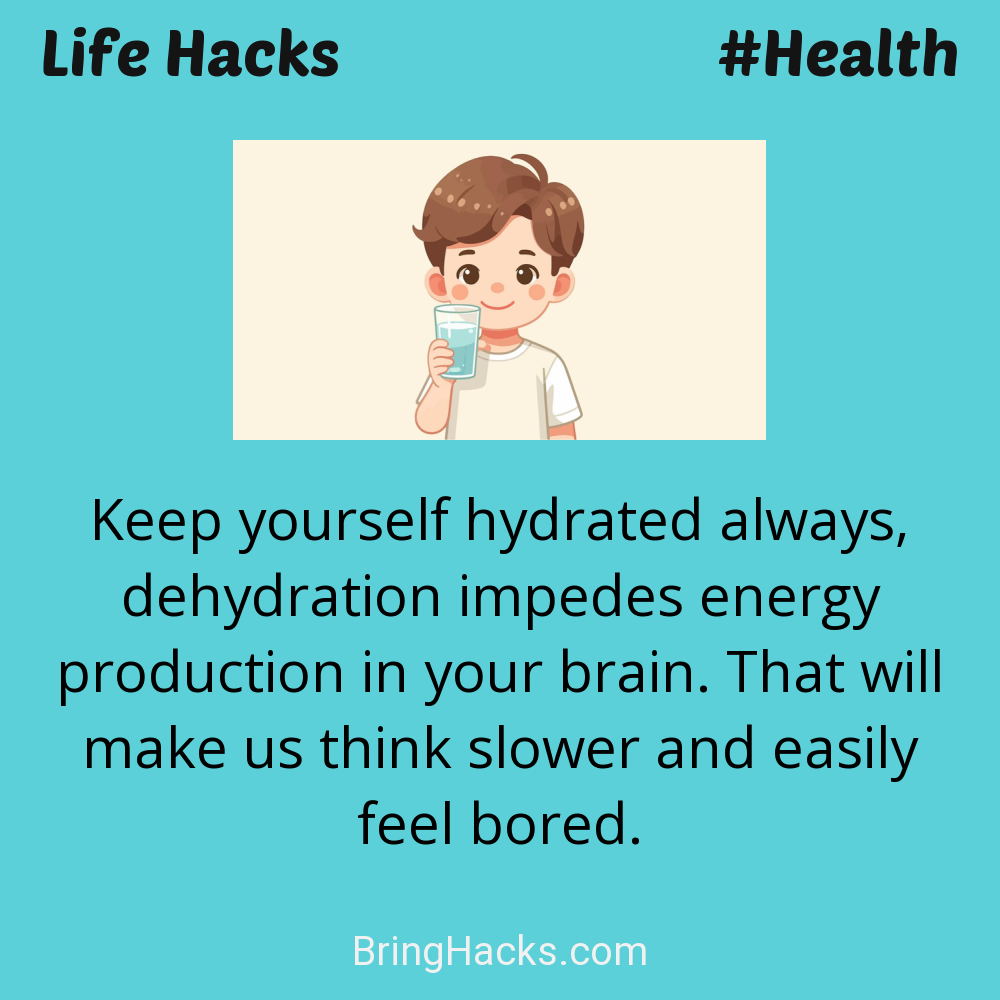 Life Hacks
#Health
Keep yourself hydrated always,
dehydration impedes energy
production in your brain. That will
make us think slower and easily
feel bored.
BringHacks.com